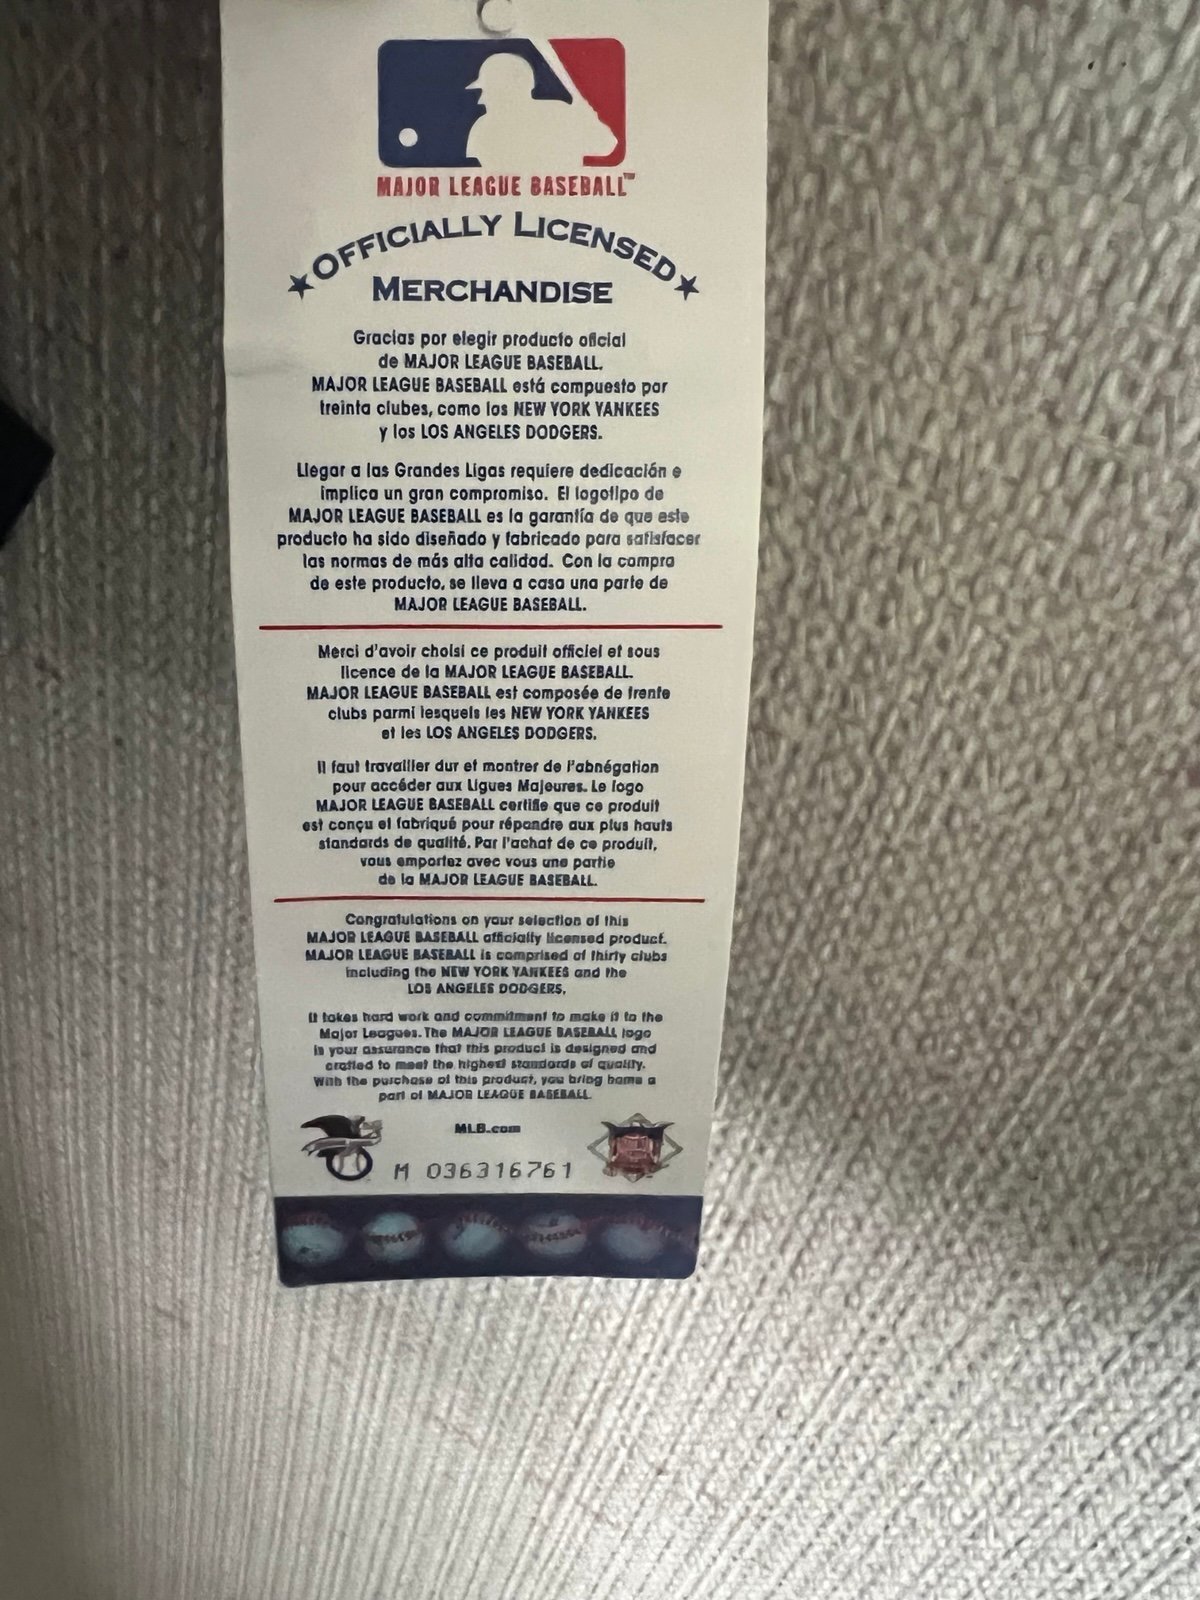 MAJOR LEAGUE BASEBALL™
★OFFICIALLY LICENSED★
MERCHANDISE
Gracias por elegir producto oficial
de MAJOR LEAGUE BASEBALL.
MAJOR LEAGUE BASEBALL está compuesto por
treinta clubes, como los NEW YORK YANKEES
y los LOS ANGELES DODGERS.
Llegar a las Grandes Ligas requiere dedicación e
implica un gran compromiso. El logotipo de
MAJOR LEAGUE BASEBALL es la garantía de que este
producto ha sido diseñado y fabricado para satisfacer
las normas de más alta calidad. Con la compra
de este producto, se lleva a casa una parte de
MAJOR LEAGUE BASEBALL.
Merci d'avoir choisi ce produit officiel et sous
licence de la MAJOR LEAGUE BASEBALL.
MAJOR LEAGUE BASEBALL est composée de trente
clubs parmi lesquels les NEW YORK YANKEES
et les LOS ANGELES DODGERS.
Il faut travailler dur et montrer de l'abnégation
pour accéder aux Ligues Majeures. Le logo
MAJOR LEAGUE BASEBALL certifie que ce produit
est conçu et fabriqué pour répondre aux plus hauts
standards de qualité. Par l'achat de ce produit,
vous emportez avec vous une partie
de la MAJOR LEAGUE BASEBALL.
Congratulations on your selection of this
MAJOR LEAGUE BASEBALL officially licensed product.
MAJOR LEAGUE BASEBALL is comprised of thirty clubs
including the NEW YORK YANKEES and the
LOS ANGELES DODGERS.
It takes hard work and commitment to make it to the
Major Leagues. The MAJOR LEAGUE BASEBALL logo
is your assurance that this product is designed and
crafted to meet the highest standards of quality.
With the purchase of this product, you bring home a
part of MAJOR LEAGUE BASEBALL.
MLB.com
M 036316761